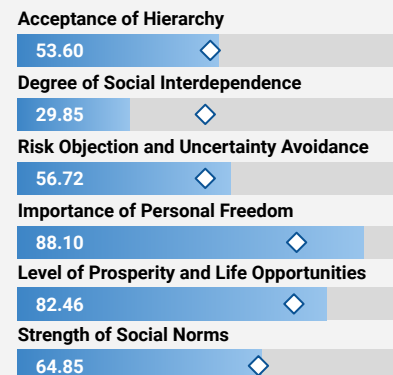 Acceptance of Hierarchy
53.60
Degree of Social Interdependence
29.85
Risk Objection and Uncertainty Avoidance
56.72
Importance of Personal Freedom
88.10
Level of Prosperity and Life Opportunities
82.46
Strength of Social Norms
64.85